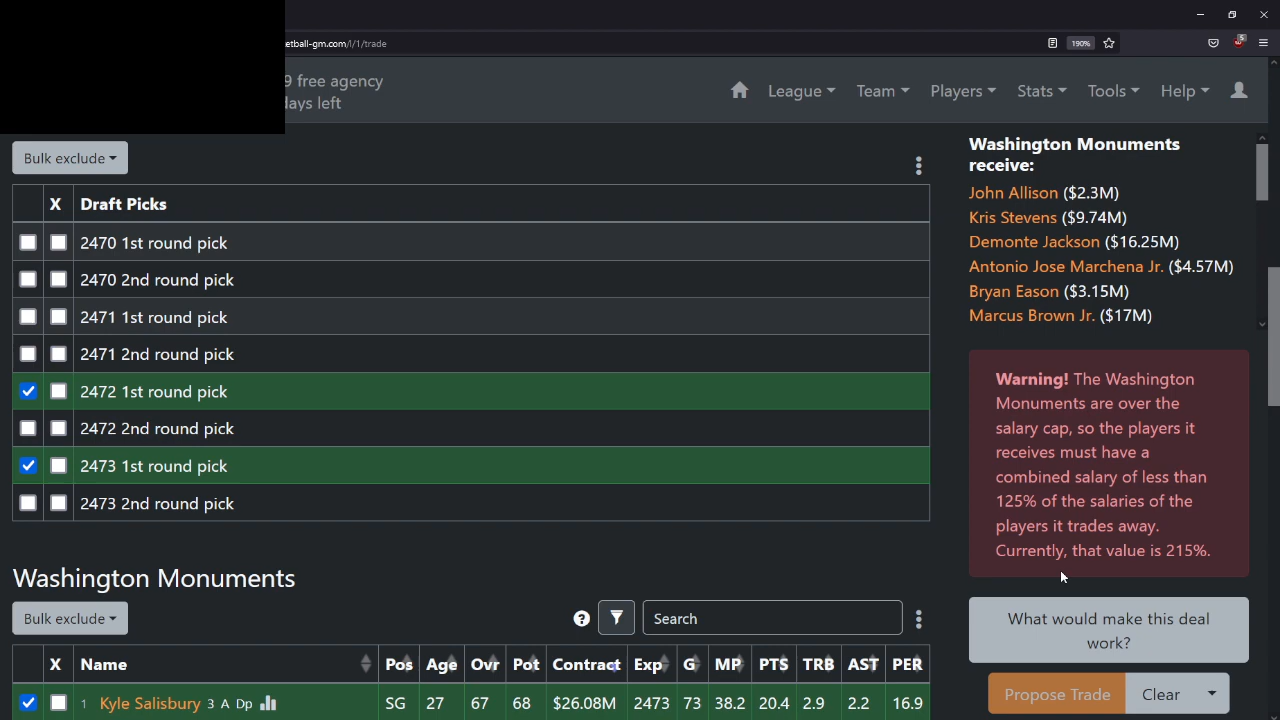 etball-gm.com/l/1/trade
190%
5
9 free agency
days left
League
Team
Players
Stats
Tools
Help
Bulk exclude
X Draft Picks
2470 1st round pick
2470 2nd round pick
2471 1st round pick
2471 2nd round pick
2472 1st round pick
2472 2nd round pick
2473 1st round pick
2473 2nd round pick
Washington Monuments
Bulk exclude
? Search
X Name Pos Age Ovr Pot Contract Exp G MP PTS TRB AST PER
1 Kyle Salisbury 3 A Dp SG 27 67 68 $26.08M 2473 73 38.2 20.4 2.9 2.2 16.9
Washington Monuments
receive:
John Allison ($2.3M)
Kris Stevens ($9.74M)
Demonte Jackson ($16.25M)
Antonio Jose Marchena Jr. ($4.57M)
Bryan Eason ($3.15M)
Marcus Brown Jr. ($17M)
Warning! The Washington
Monuments are over the
salary cap, so the players it
receives must have a
combined salary of less than
125% of the salaries of the
players it trades away.
Currently, that value is 215%.
What would make this deal
work?
Propose Trade
Clear